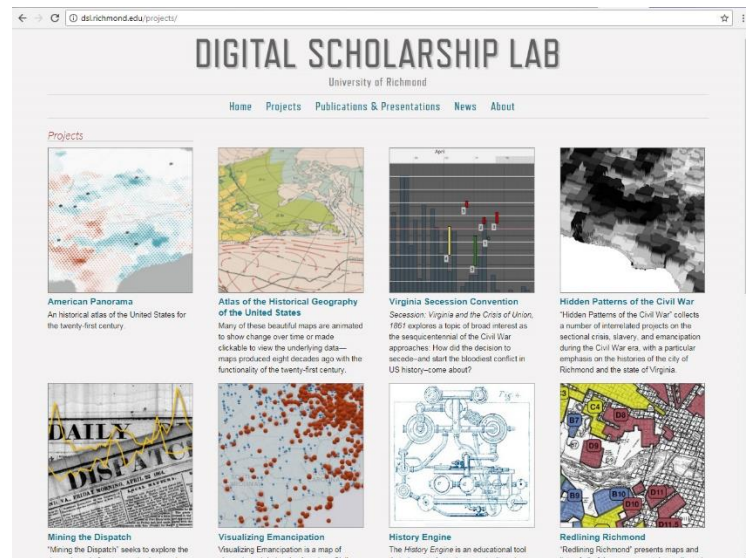 dsl.richmond.edu/projects/
DIGITAL SCHOLARSHIP LAB
University of Richmond
Home Projects Publications & Presentations News About
Projects
April
American Panorama
An historical atlas of the United States for
the twenty-first century.
Atlas of the Historical Geography
of the United States
Many of these beautiful maps are animated
to show change over time or made
clickable to view the underlying data—
maps produced eight decades ago with the
functionality of the twenty-first century.
Virginia Secession Convention
Secession: Virginia and the Crisis of Union,
1861 explores a topic of broad interest as
the sesquicentennial of the Civil War
approaches: How did the decision to
secede–and start the bloodiest conflict in
US history–come about?
Hidden Patterns of the Civil War
"Hidden Patterns of the Civil War" collects
a number of interrelated projects on the
sectional crisis, slavery, and emancipation
during the Civil War era, with a particular
emphasis on the histories of the city of
Richmond and the state of Virginia.
DAILY
DISPATCH
Fig.
C4
D8
B7
D9
B9
B10
D10
D11
Mining the Dispatch
"Mining the Dispatch" seeks to explore the
Visualizing Emancipation
Visualizing Emancipation is a map of
History Engine
The History Engine is an educational tool
Redlining Richmond
"Redlining Richmond" presents maps and